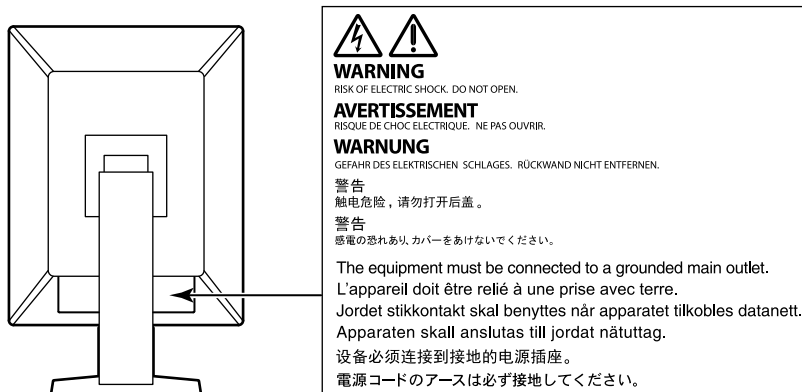 WARNING
RISK OF ELECTRIC SHOCK. DO NOT OPEN.
AVERTISSEMENT
RISQUE DE CHOC ELECTRIQUE. NE PAS OUVRIR.
WARNUNG
GEFAHR DES ELEKTRISCHEN SCHLAGES. RÜCKWAND NICHT ENTFERNEN.
警告
触电危险，请勿打开后盖。
警告
感電の恐れあり、カバーをあけないでください。
The equipment must be connected to a grounded main outlet.
L'appareil doit être relié à une prise avec terre.
Jordet stikkontakt skal benyttes når apparatet tilkobles datanett.
Apparaten skall anslutas till jordat nätuttag.
设备必须连接到接地的电源插座。
電源コードのアースは必ず接地してください。